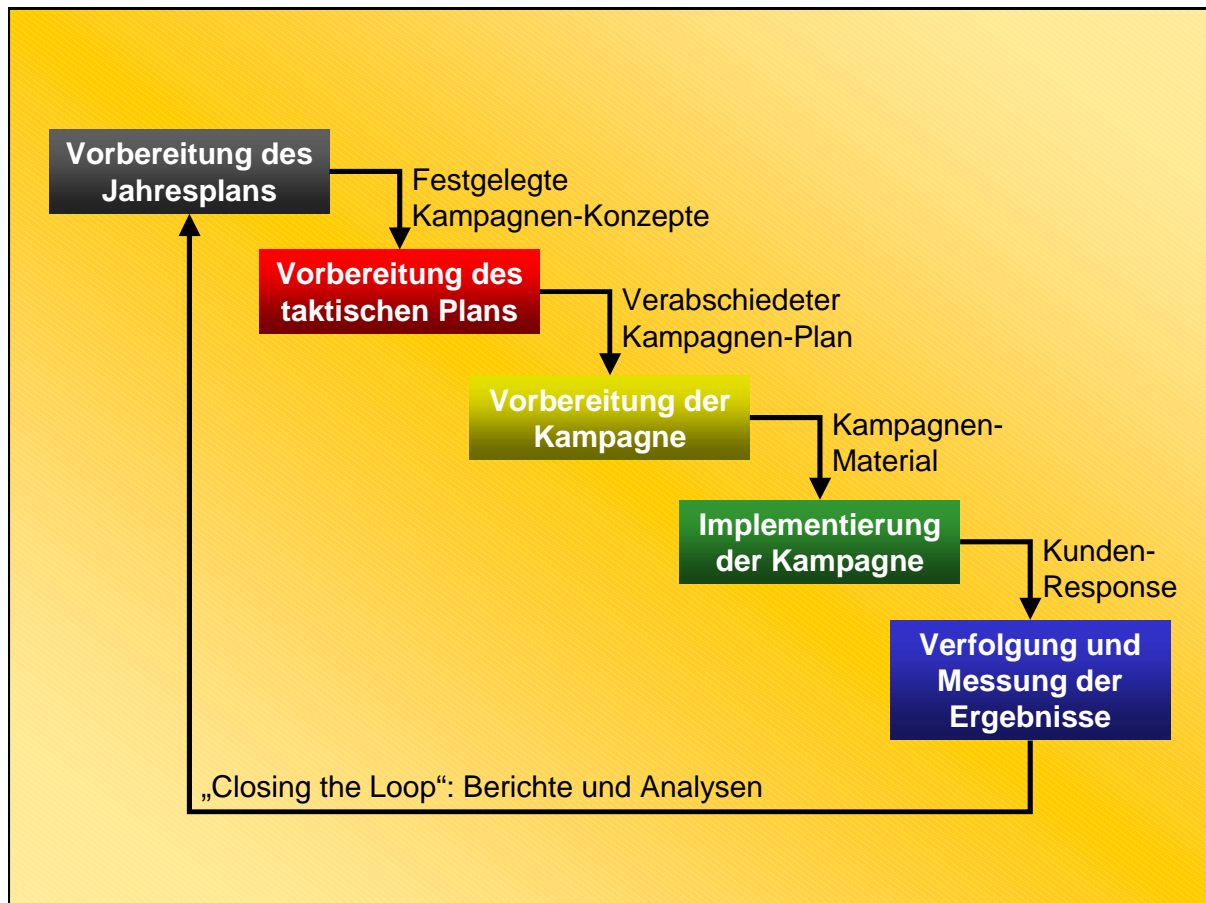 Vorbereitung des
Jahresplans
Festgelegte
Kampagnen-Konzepte
Vorbereitung des
taktischen Plans
Verabschiedeter
Kampagnen-Plan
Vorbereitung der
Kampagne
Kampagnen-
Material
Implementierung
der Kampagne
Kunden-
Response
Verfolgung und
Messung der
Ergebnisse
„Closing the Loop“: Berichte und Analysen